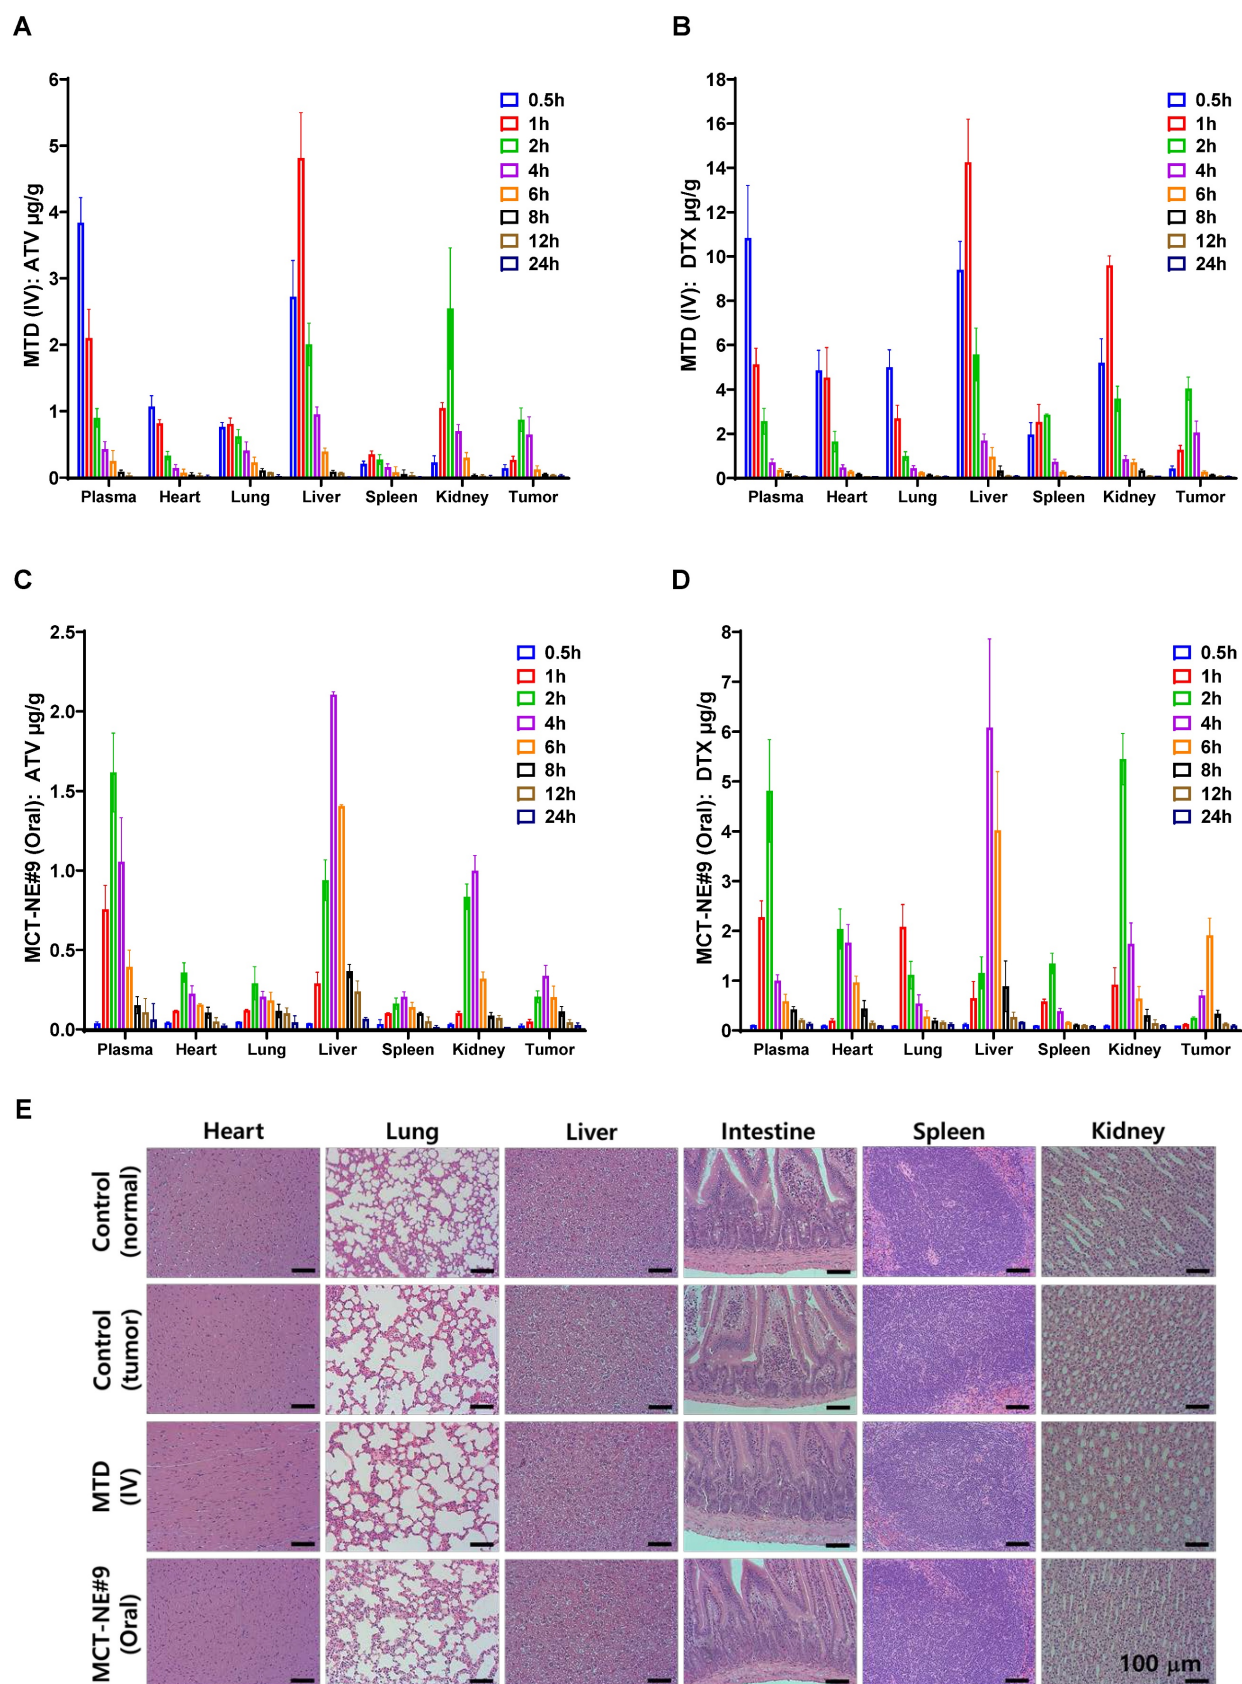 A
MTD (IV): ATV µg/g
6
5
4
3
2
1
0
0.5h
1h
2h
4h
6h
8h
12h
24h
Plasma Heart Lung Liver Spleen Kidney Tumor
B
MTD (IV): DTX µg/g
18
16
14
12
10
8
6
4
2
0
0.5h
1h
2h
4h
6h
8h
12h
24h
Plasma Heart Lung Liver Spleen Kidney Tumor
C
MCT-NE#9 (Oral): ATV µg/g
2.5
2.0
1.5
1.0
0.5
0.0
0.5h
1h
2h
4h
6h
8h
12h
24h
Plasma Heart Lung Liver Spleen Kidney Tumor
D
MCT-NE#9 (Oral): DTX µg/g
8
7
6
5
4
3
2
1
0
0.5h
1h
2h
4h
6h
8h
12h
24h
Plasma Heart Lung Liver Spleen Kidney Tumor
E
Heart Lung Liver Intestine Spleen Kidney
Control
(normal)
Control
(tumor)
MTD
(IV)
MCT-NE#9
(Oral)
100 µm